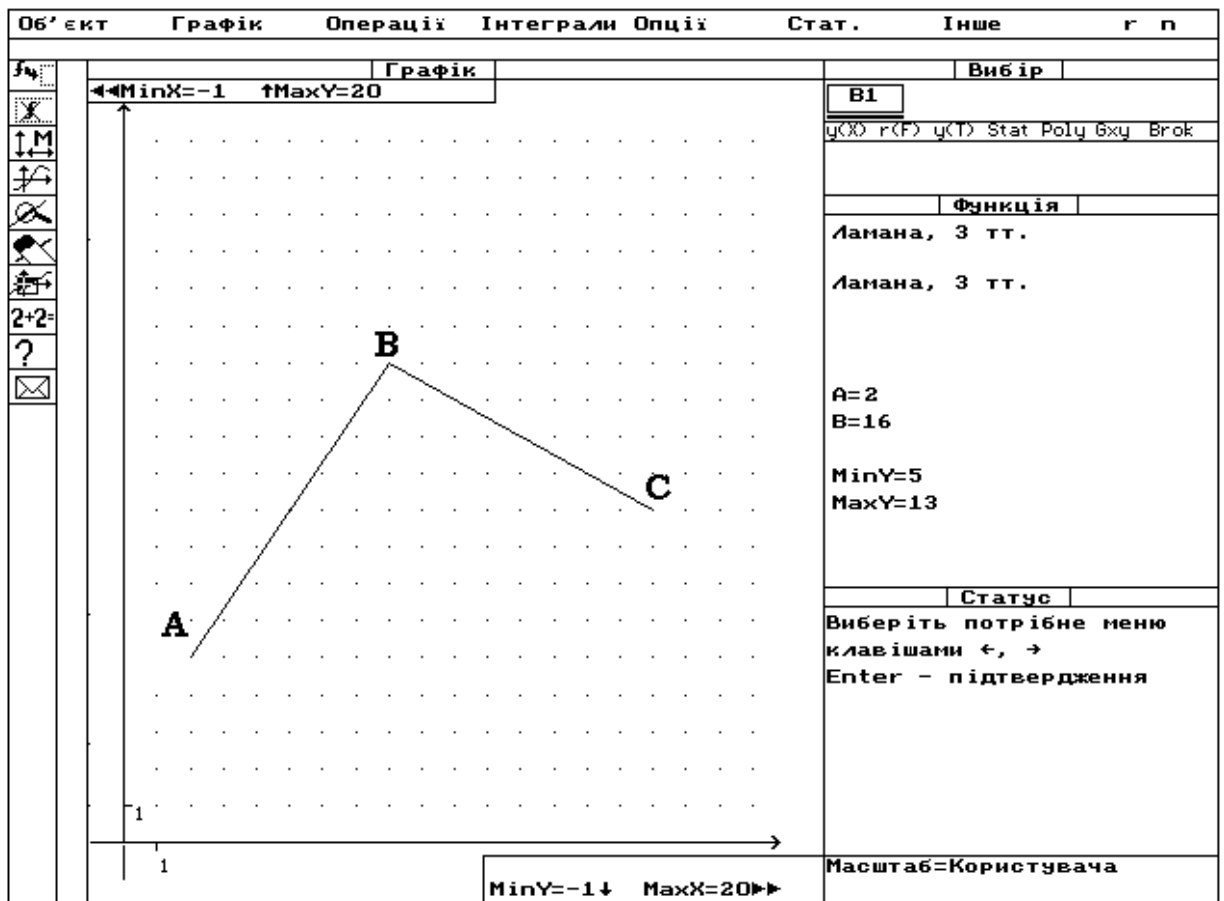 Об'єкт Графік Операції Інтеграли Опції Стат. Інше r n
Графік
◄◄MinX=-1 ↑MaxY=20
Вибір
B1
y(X) r(F) y(T) Stat Poly Gxy Brok
Функція
Ламана, 3 тт.
Ламана, 3 тт.
A=2
B=16
MinY=5
MaxY=13
Статус
Виберіть потрібне меню
клавішами ←, →
Enter - підтвердження
Масштаб=Користувача
M
2+2=
?
B
C
A
1
1
MinY=-1↓ MaxX=20►►